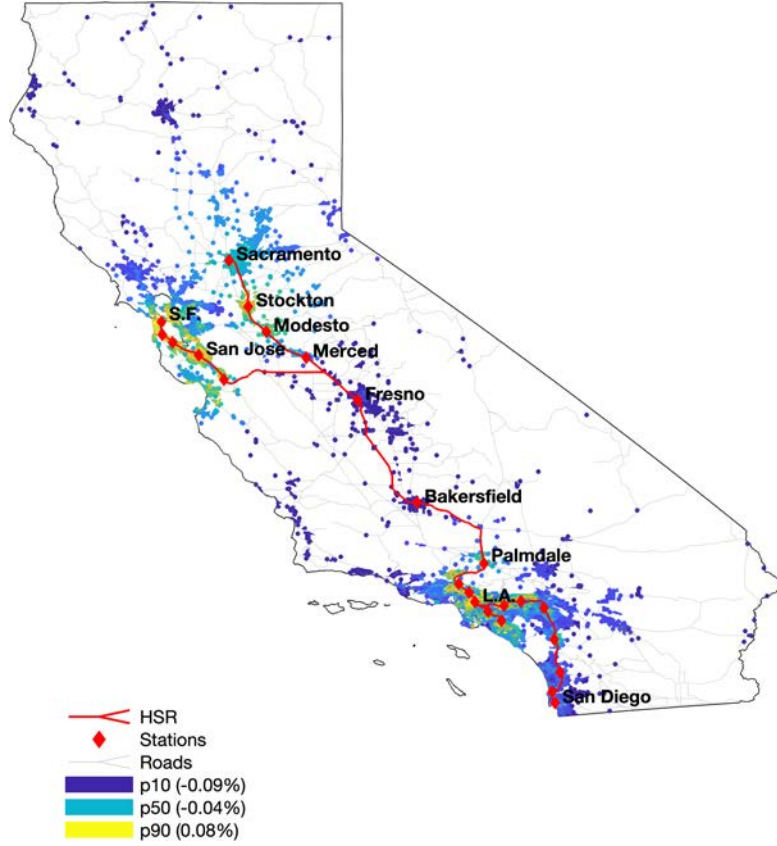 Sacramento
Stockton
S.F.
Modesto
San Jose
Merced
Fresno
Bakersfield
Palmdale
L.A.
San Diego
HSR
Stations
Roads
p10 (-0.09%)
p50 (-0.04%)
p90 (0.08%)